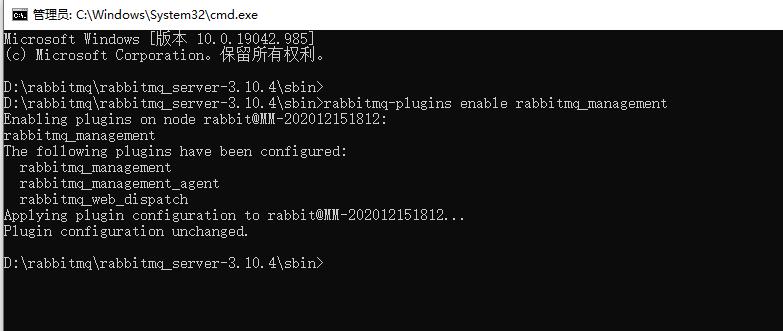 管理员: C:\Windows\System32\cmd.exe
Microsoft Windows [版本 10.0.19042.985]
(c) Microsoft Corporation。保留所有权利。
D:\rabbitmq\rabbitmq_server-3.10.4\sbin>
D:\rabbitmq\rabbitmq_server-3.10.4\sbin>rabbitmq-plugins enable rabbitmq_management
Enabling plugins on node rabbit@MM-202012151812:
rabbitmq_management
The following plugins have been configured:
  rabbitmq_management
  rabbitmq_management_agent
  rabbitmq_web_dispatch
Applying plugin configuration to rabbit@MM-202012151812...
Plugin configuration unchanged.
D:\rabbitmq\rabbitmq_server-3.10.4\sbin>